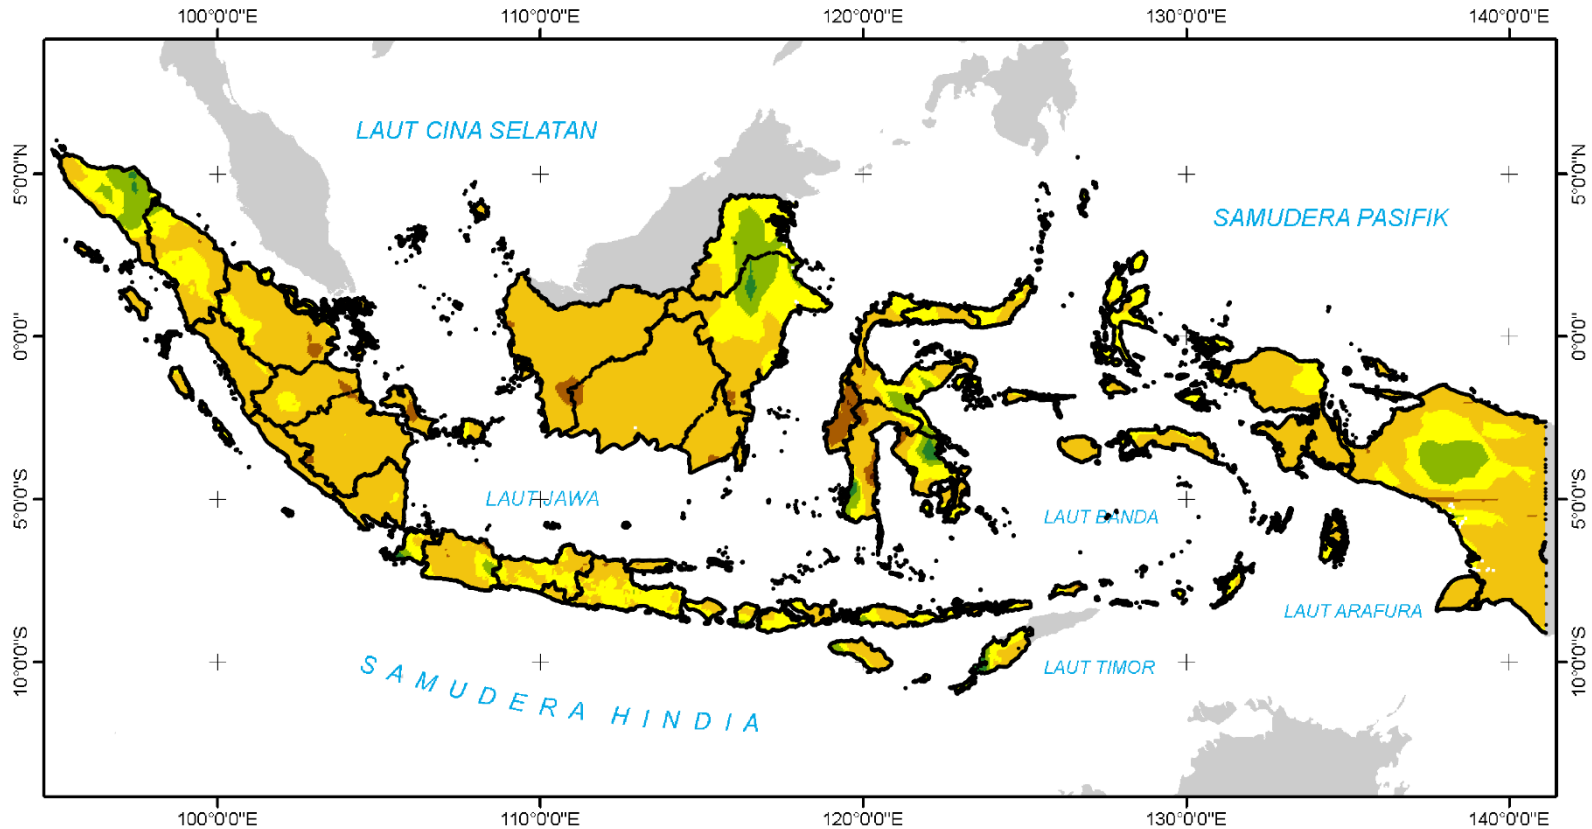 100°0'0"E 110°0'0"E 120°0'0"E 130°0'0"E 140°0'0"E
LAUT CINA SELATAN
5°0'0"N 5°0'0"N
SAMUDERA PASIFIK
0°0'0" 0°0'0"
LAUT JAWA
5°0'0"S 5°0'0"S
LAUT BANDA
LAUT ARAFURA
10°0'0"S 10°0'0"S
LAUT TIMOR
SAMUDERA HINDIA
100°0'0"E 110°0'0"E 120°0'0"E 130°0'0"E 140°0'0"E